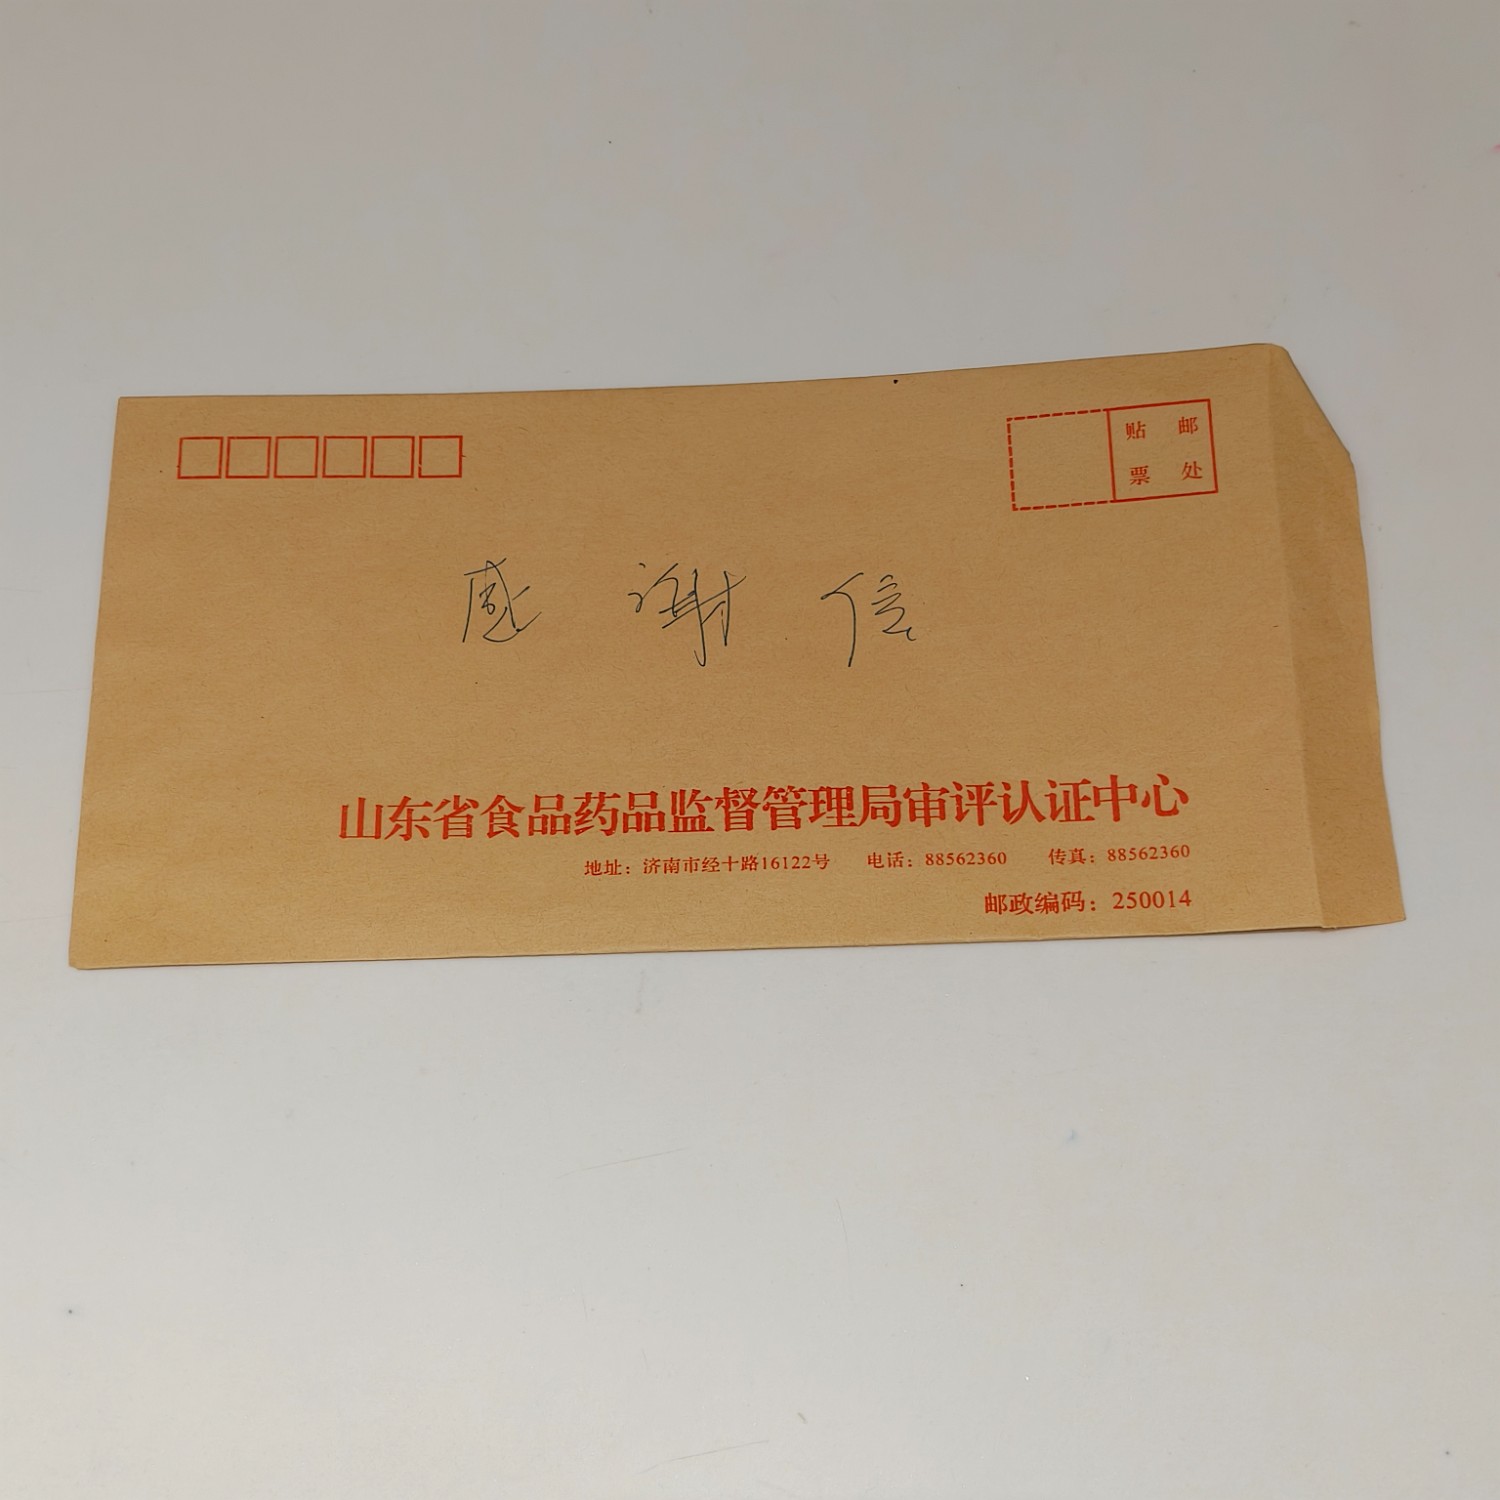 贴 邮
票 处
感 谢 信
山东省食品药品监督管理局审评认证中心
地址：济南市经十路16122号 电话：88562360 传真：88562360
邮政编码：250014